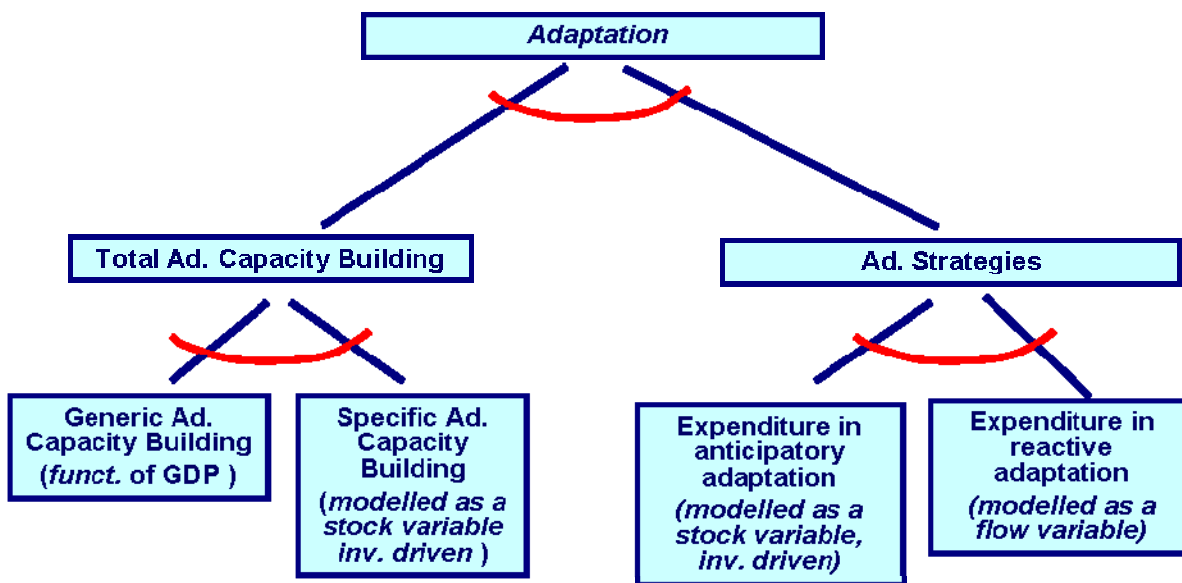 Adaptation
Total Ad. Capacity Building
Ad. Strategies
Generic Ad.
Capacity Building
(funct. of GDP )
Specific Ad.
Capacity
Building
(modelled as a
stock variable
inv. driven )
Expenditure in
anticipatory
adaptation
(modelled as a
stock variable,
inv. driven)
Expenditure in
reactive
adaptation
(modelled as a
flow variable)